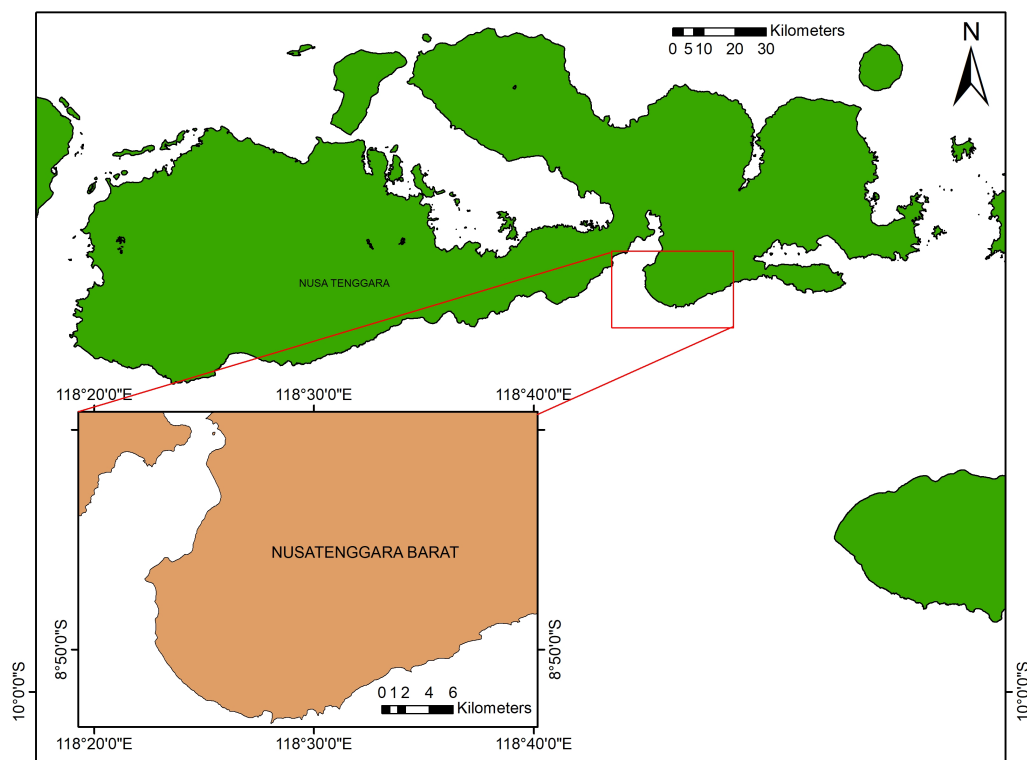 Kilometers
0 5 10 20 30
N
NUSA TENGGARA
118°20'0"E 118°30'0"E 118°40'0"E
NUSATENGGARA BARAT
8°50'0"S 8°50'0"S
10°0'0"S 10°0'0"S
0 1 2 4 6
Kilometers
118°20'0"E 118°30'0"E 118°40'0"E